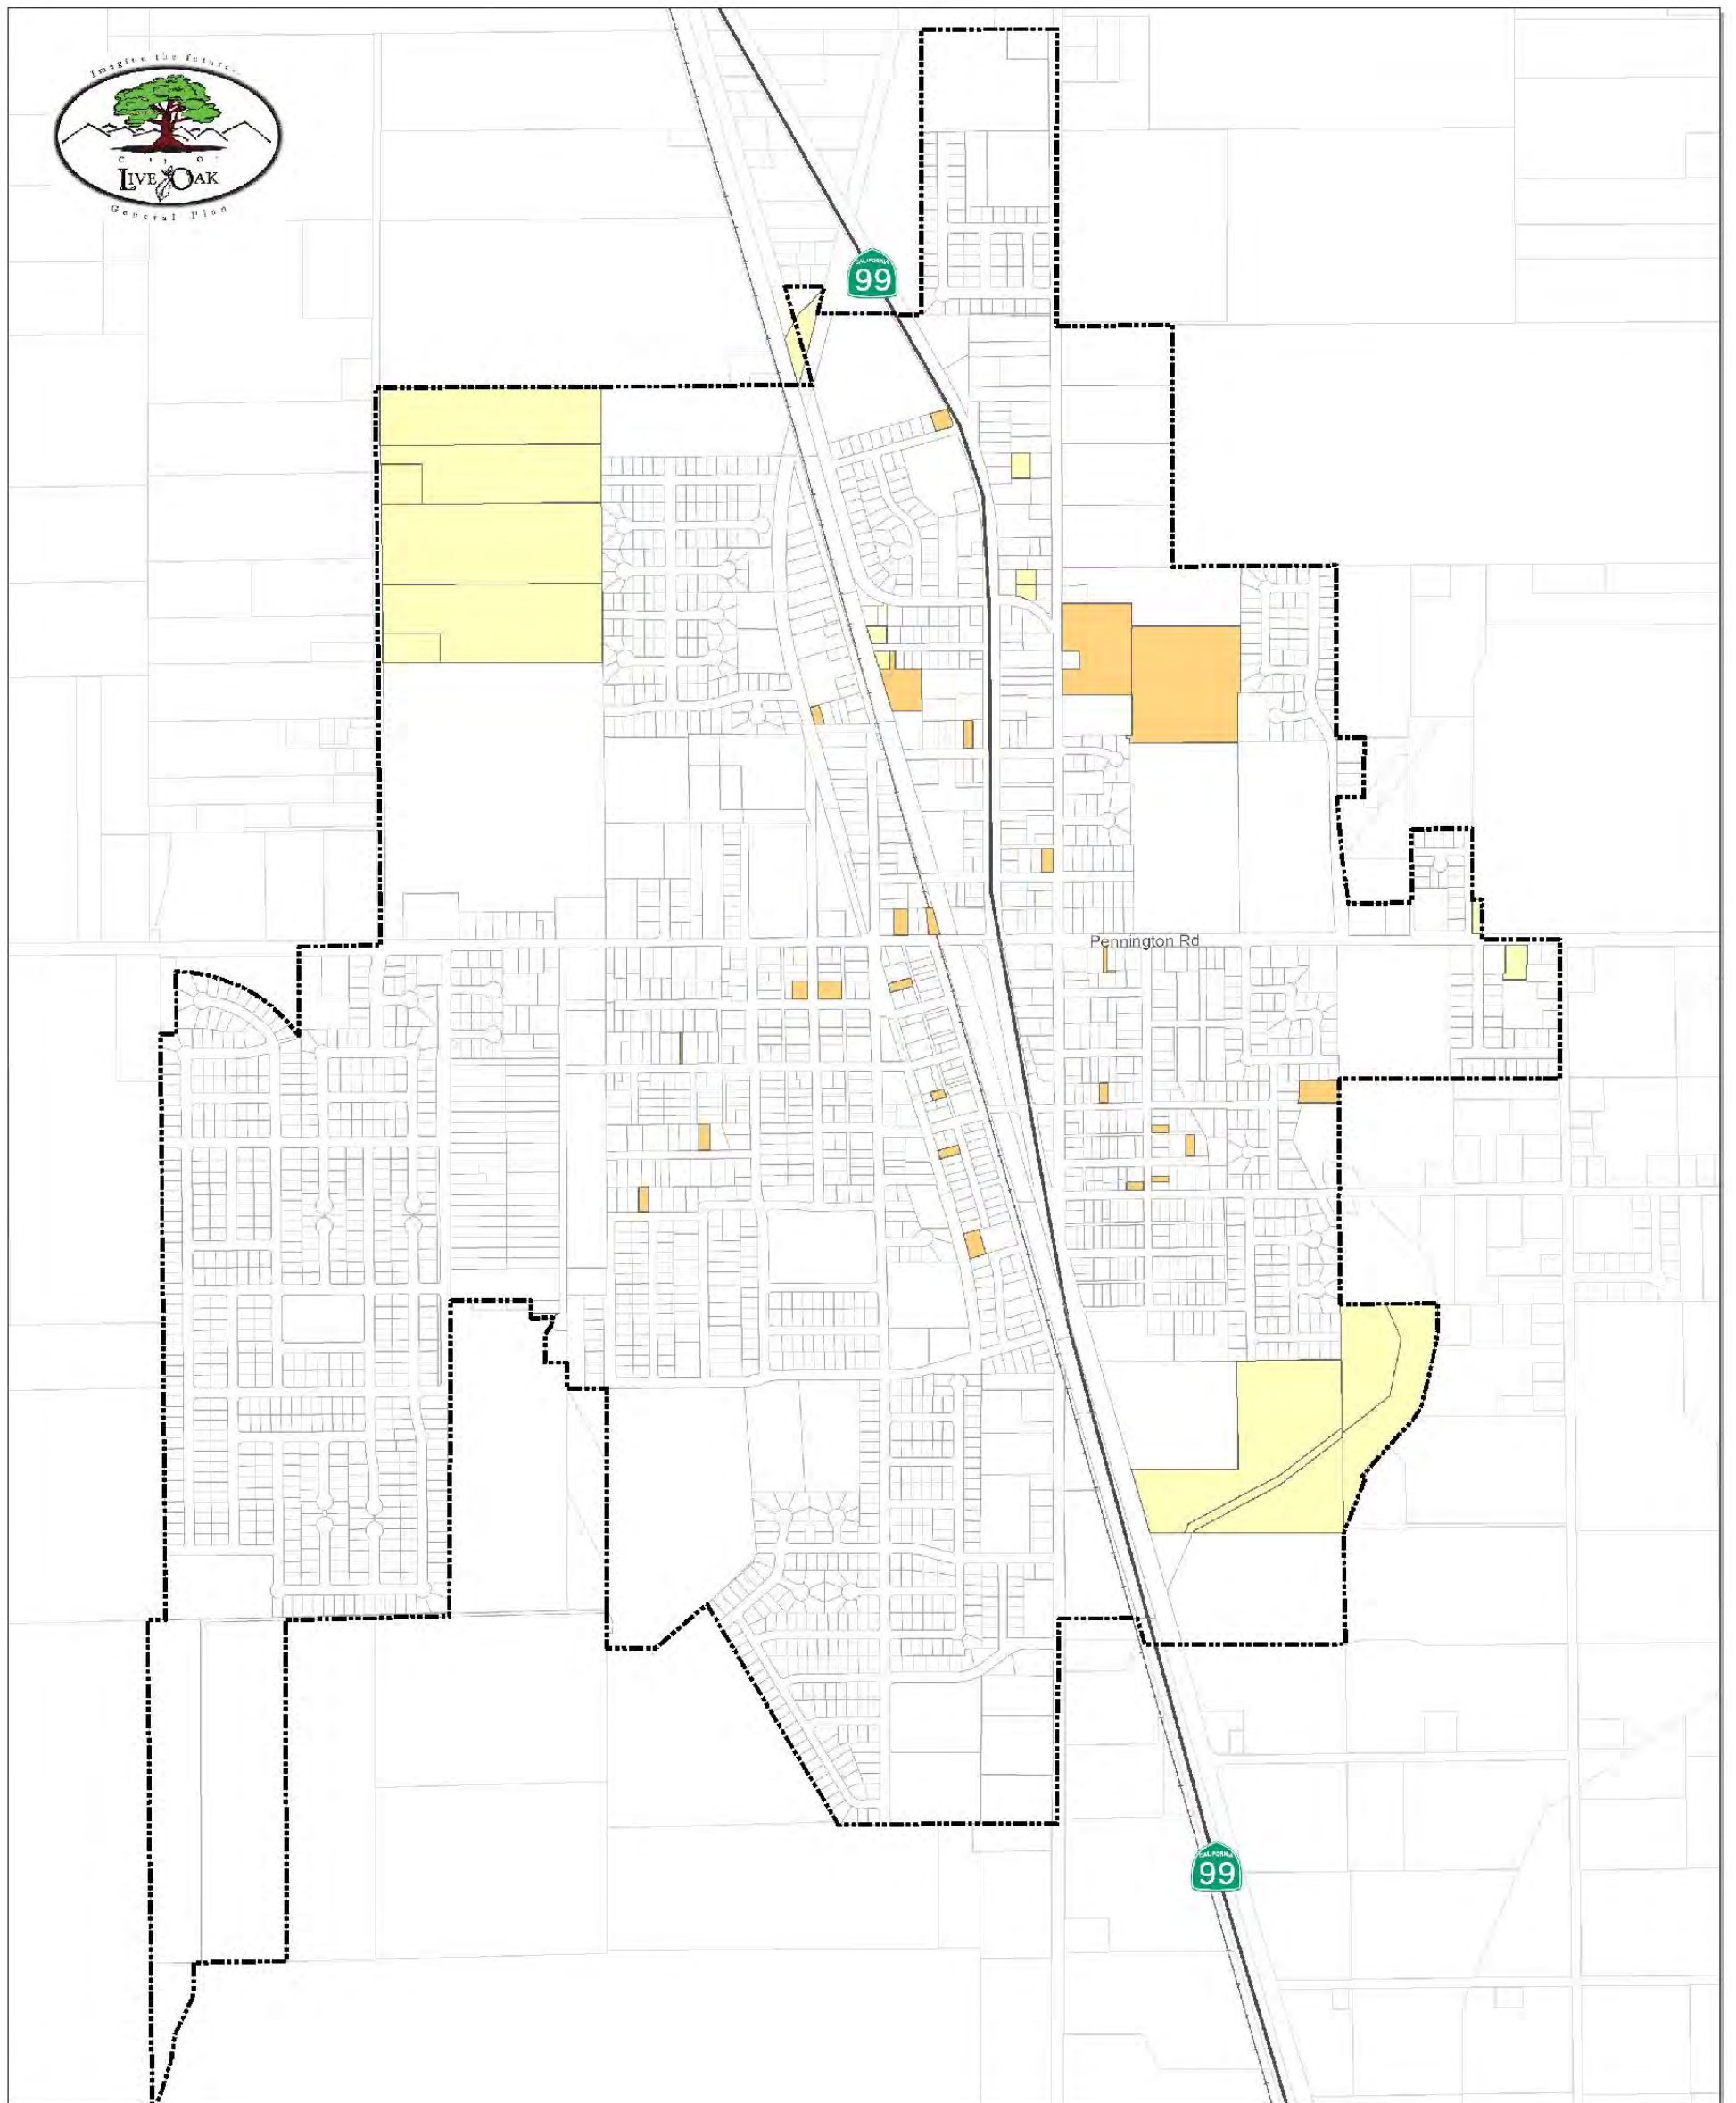 Imagine the future...
City of
LIVE OAK
General Plan
CALIFORNIA
99
Pennington Rd
CALIFORNIA
99